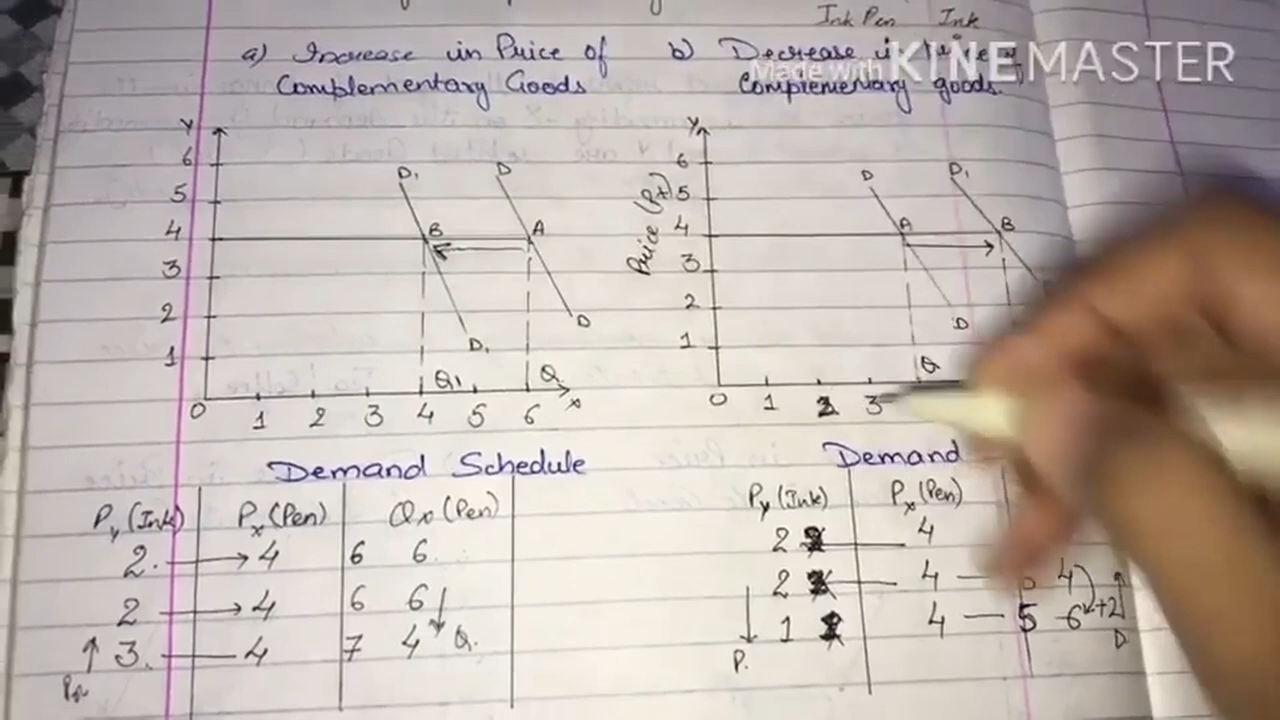 Ink Pen Ink
a) Increase in Price of
Complementary Goods
b) Decrease in
Complementary goods.
Made with KINEMASTER
Y
6
5
4
3
2
1
0 1 2 3 4 5 6 x
D1 D
B A
D1 D
Q1 Q
Y
Price (Px)
6
5
4
3
2
1
0 1 2 3
D D1
A B
D
Q
Demand Schedule
Py (Ink) Px (Pen) Qx (Pen)
2. → 4 6 6
2 → 4 6 6
↑ 3. — 4 7 4 Q.
Demand
Py (Ink) Px (Pen)
2 — 4
2 — 4 — 4
1 4 — 5 6 +2
P. D